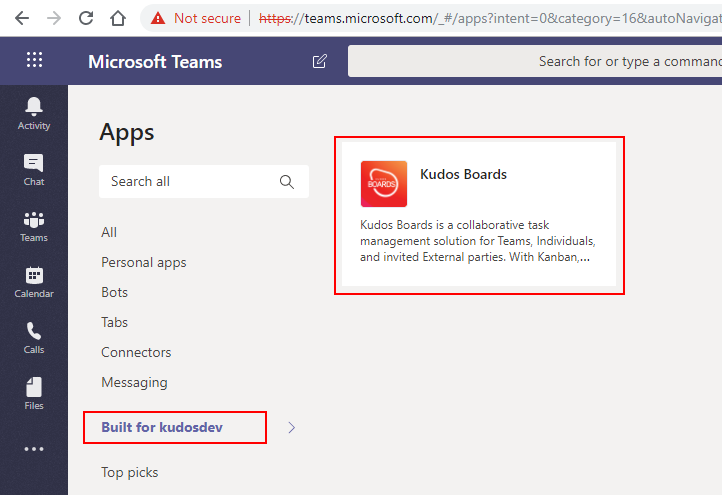 Not secure | https://teams.microsoft.com/_#/apps?intent=0&category=16&autoNavigat
Microsoft Teams
Search for or type a command
Activity
Chat
Teams
Calendar
Calls
Files
Apps
Search all
All
Personal apps
Bots
Tabs
Connectors
Messaging
Built for kudosdev
Top picks
BOARDS
Kudos Boards
Kudos Boards is a collaborative task
management solution for Teams, Individuals,
and invited External parties. With Kanban,...